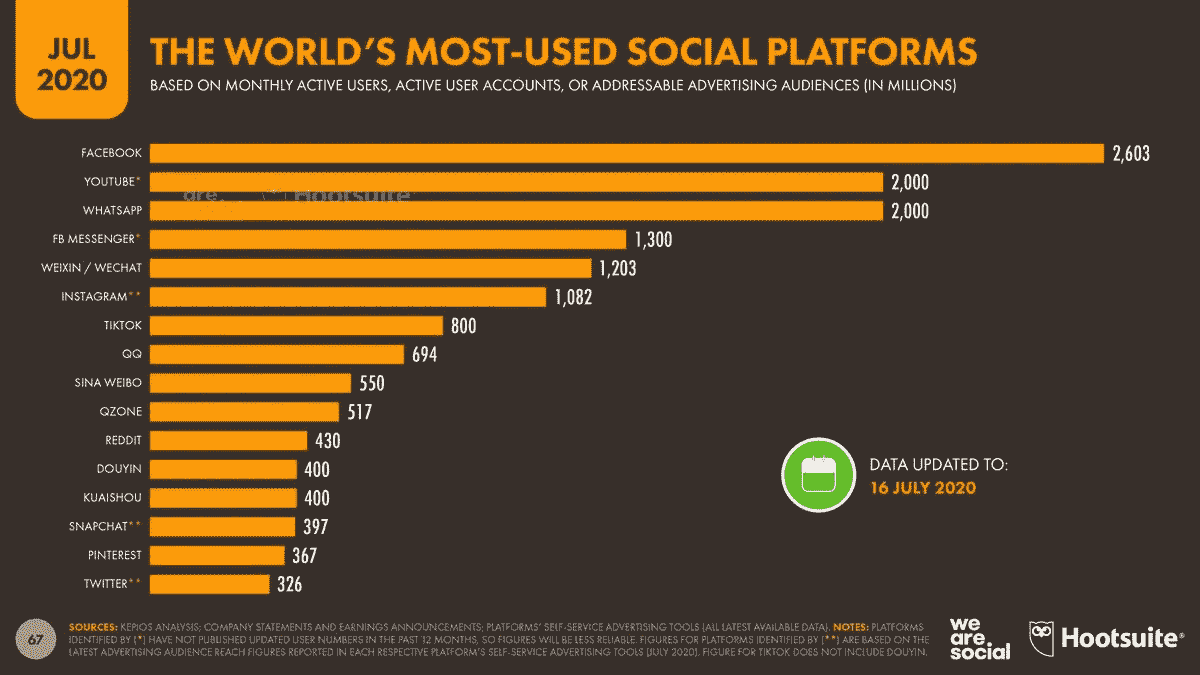 JUL
2020
THE WORLD'S MOST-USED SOCIAL PLATFORMS
BASED ON MONTHLY ACTIVE USERS, ACTIVE USER ACCOUNTS, OR ADDRESSABLE ADVERTISING AUDIENCES (IN MILLIONS)
FACEBOOK 2,603
YOUTUBE* 2,000
are. Hootsuite
WHATSAPP 2,000
FB MESSENGER* 1,300
WEIXIN / WECHAT 1,203
INSTAGRAM** 1,082
TIKTOK 800
QQ 694
SINA WEIBO 550
QZONE 517
REDDIT 430
DOUYIN 400
KUAISHOU 400
SNAPCHAT** 397
PINTEREST 367
TWITTER** 326
DATA UPDATED TO:
16 JULY 2020
67
SOURCES: KEPIOS ANALYSIS; COMPANY STATEMENTS AND EARNINGS ANNOUNCEMENTS; PLATFORMS' SELF-SERVICE ADVERTISING TOOLS (ALL LATEST AVAILABLE DATA). NOTES: PLATFORMS
IDENTIFIED BY (*) HAVE NOT PUBLISHED UPDATED USER NUMBERS IN THE PAST 12 MONTHS, SO FIGURES WILL BE LESS RELIABLE. FIGURES FOR PLATFORMS IDENTIFIED BY (**) ARE BASED ON THE
LATEST ADVERTISING AUDIENCE REACH FIGURES REPORTED IN EACH RESPECTIVE PLATFORM'S SELF-SERVICE ADVERTISING TOOLS (JULY 2020). FIGURE FOR TIKTOK DOES NOT INCLUDE DOUYIN.
we
are
social
Hootsuite®